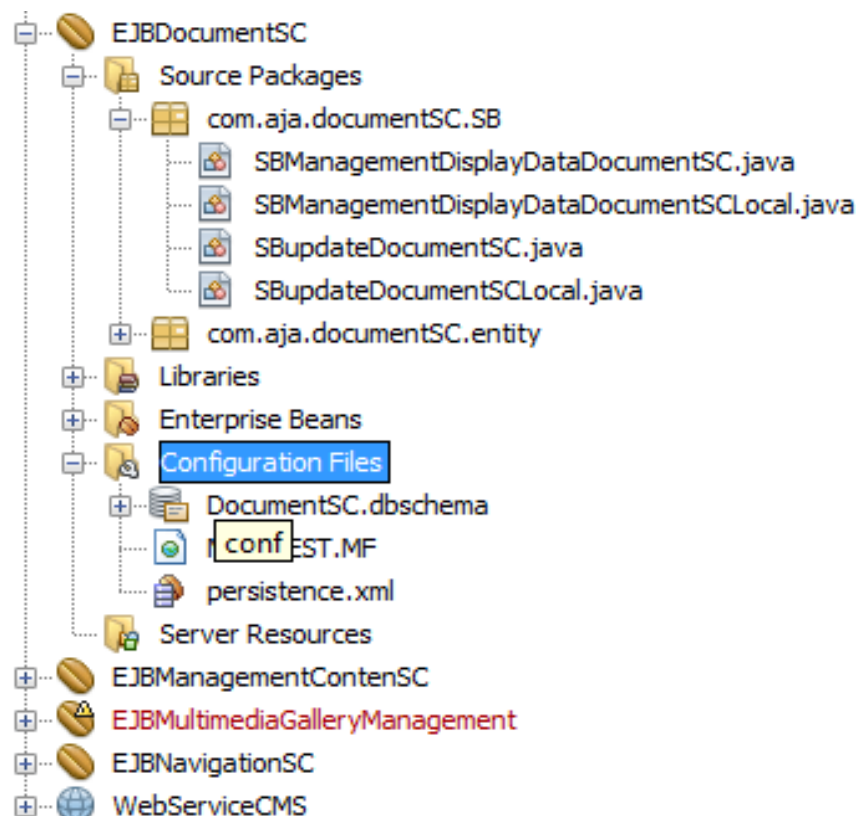 EJBDocumentSC
Source Packages
com.aja.documentSC.SB
SBManagementDisplayDataDocumentSC.java
SBManagementDisplayDataDocumentSCLocal.java
SBupdateDocumentSC.java
SBupdateDocumentSCLocal.java
com.aja.documentSC.entity
Libraries
Enterprise Beans
Configuration Files
DocumentSC.dbschema
conf EST.MF
persistence.xml
Server Resources
EJBManagementContenSC
EJBMultimediaGalleryManagement
EJBNavigationSC
WebServiceCMS